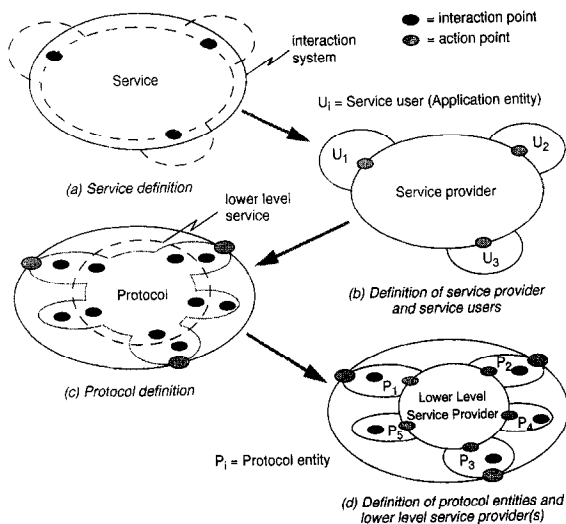 = interaction point
= action point
interaction
system
Service
(a) Service definition
Ui = Service user (Application entity)
U1
U2
Service provider
U3
(b) Definition of service provider
and service users
lower level
service
Protocol
(c) Protocol definition
P1
P2
Lower Level
Service Provider
P5
P4
P3
Pi = Protocol entity
(d) Definition of protocol entities and
lower level service provider(s)